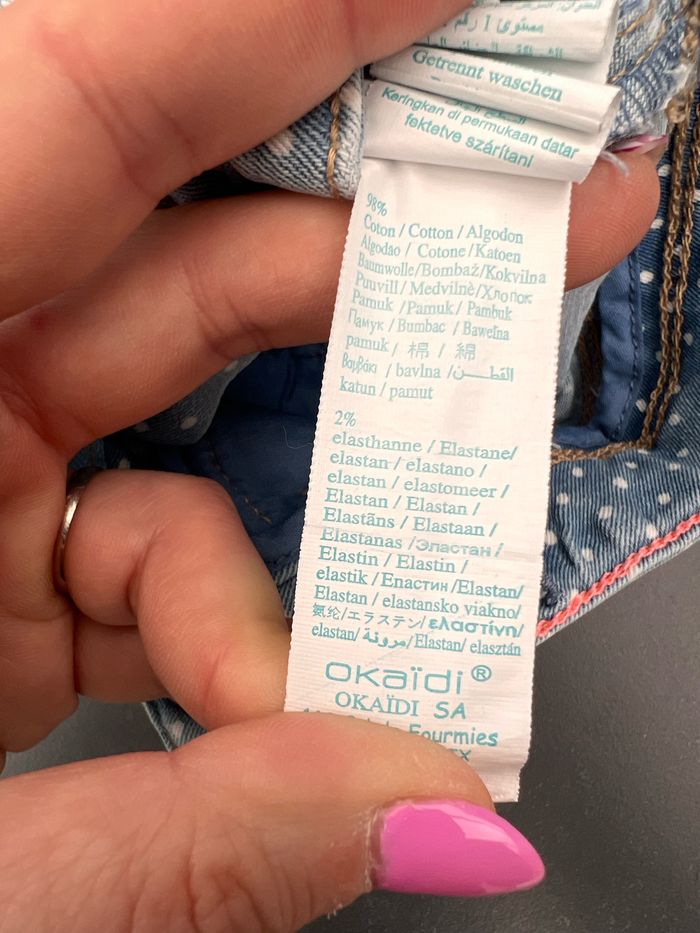 Getrennt waschen
Keringkan di permukaan datar
fektetve szárítani
98%
Coton / Cotton / Algodon
Algodão / Cotone / Katoen
Baumwolle/Bombaž/Kokvilna
Puuvill / Medvilnė/Хлопок
Pamuk /Pamuk / Pambuk
Памук / Bumbac / Bawełna
pamuk / 棉 / 綿
Βαμβάκι / bavlna /القطن
katun / pamut
2%
elasthanne / Elastane/
elastan / elastano /
elastan / elastomeer /
Elastan / Elastan /
Elastāns / Elastaan /
Elastanas /Эластан /
Elastin / Elastin /
elastik / Еластин /Elastan/
Elastan / elastansko viakno/
氨纶/エラステン/ ελαστίνη/
elastan/ مرونة/ Elastan/ elasztán
oKaïdi®
OKAÏDI SA
Fourmies